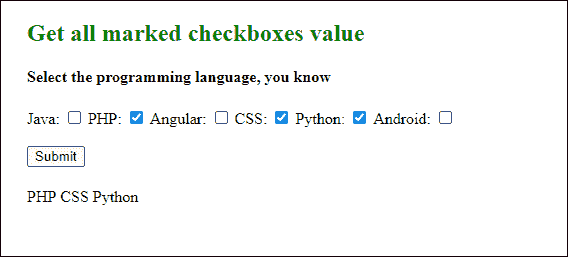 Get all marked checkboxes value
Select the programming language, you know
Java: PHP: Angular: CSS: Python: Android:
Submit
PHP CSS Python